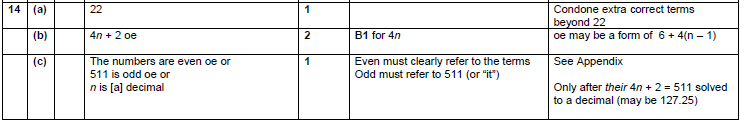 14 (a) 22 1 Condone extra correct terms
beyond 22
(b) 4n + 2 oe 2 B1 for 4n oe may be a form of 6 + 4(n – 1)
(c) The numbers are even oe or 1 Even must clearly refer to the terms See Appendix
511 is odd oe or Odd must refer to 511 (or “it”)
n is [a] decimal Only after their 4n + 2 = 511 solved
to a decimal (may be 127.25)